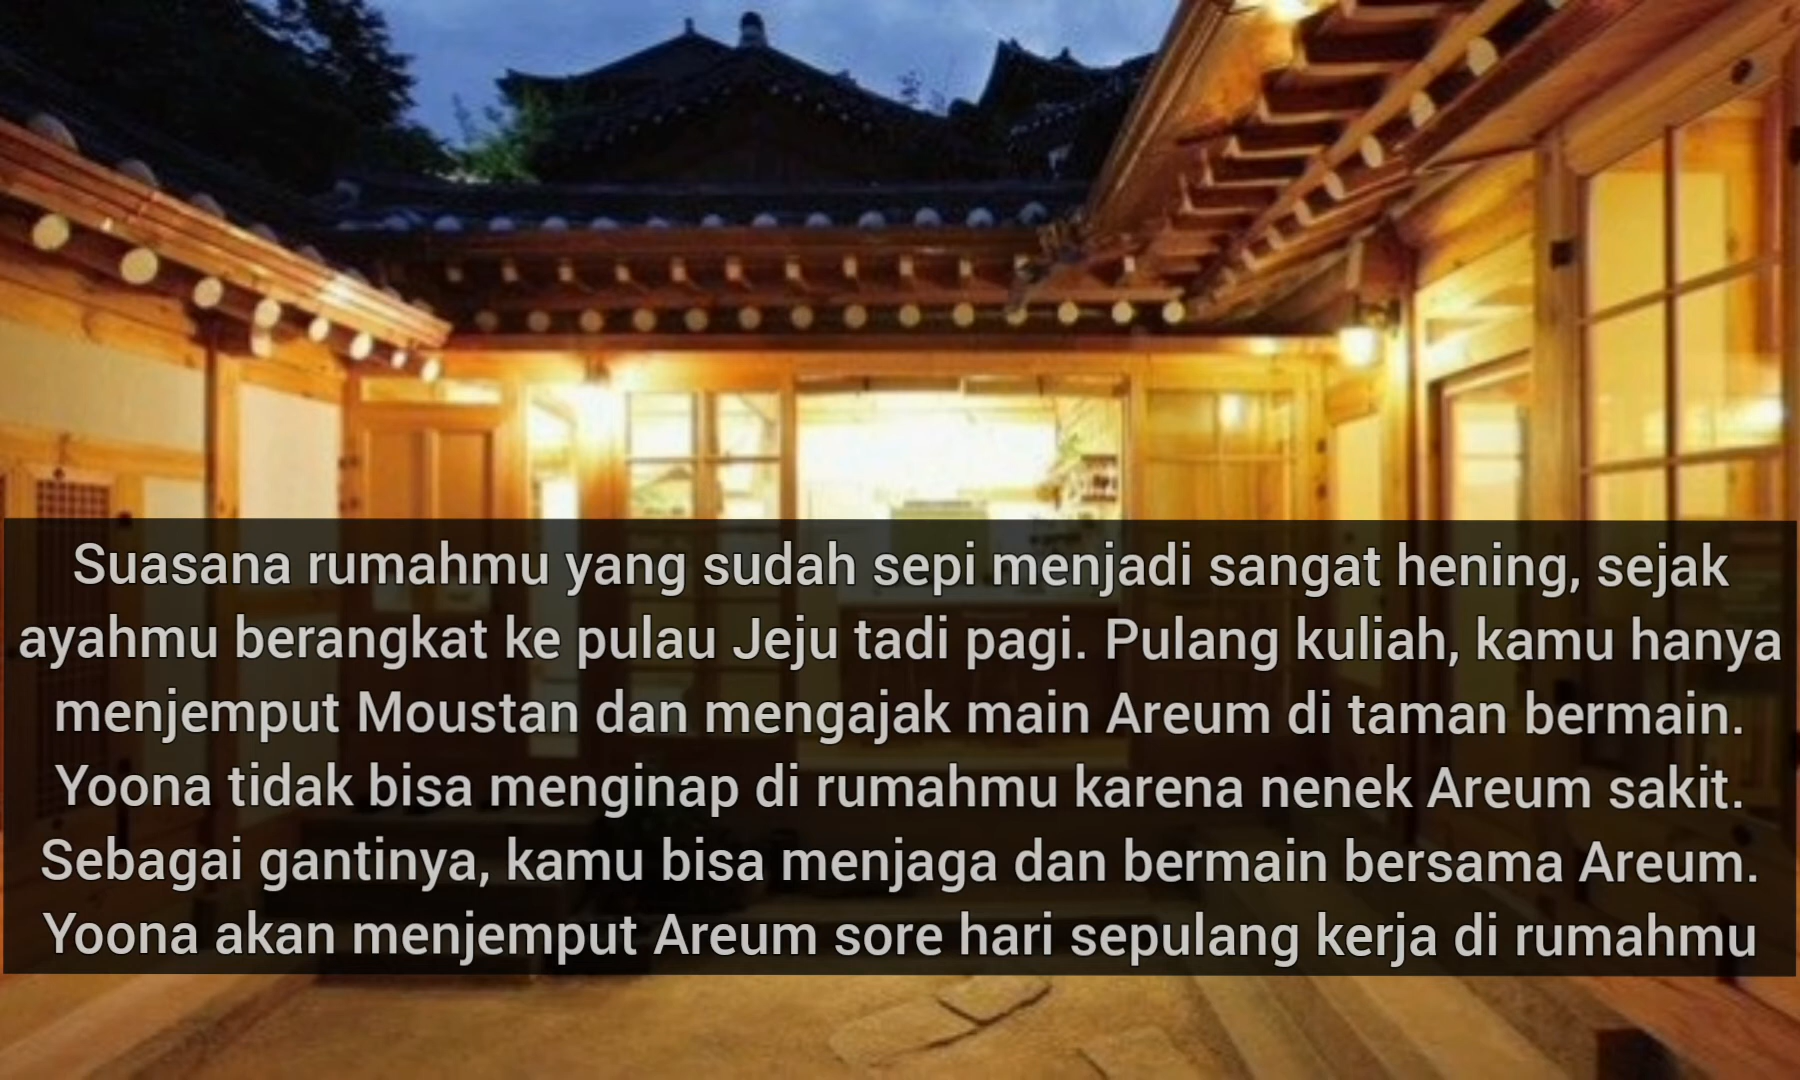 Suasana rumahmu yang sudah sepi menjadi sangat hening, sejak
ayahmu berangkat ke pulau Jeju tadi pagi. Pulang kuliah, kamu hanya
menjemput Moustan dan mengajak main Areum di taman bermain.
Yoona tidak bisa menginap di rumahmu karena nenek Areum sakit.
Sebagai gantinya, kamu bisa menjaga dan bermain bersama Areum.
Yoona akan menjemput Areum sore hari sepulang kerja di rumahmu